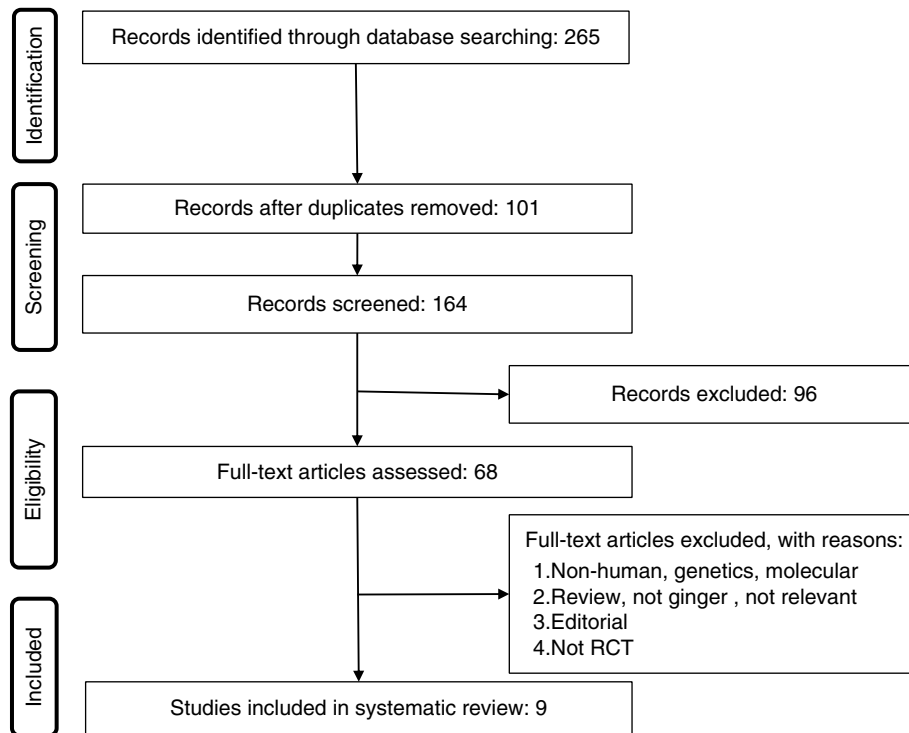 Identification
Records identified through database searching: 265
Screening
Records after duplicates removed: 101
Records screened: 164
Records excluded: 96
Eligibility
Full-text articles assessed: 68
Full-text articles excluded, with reasons:
1.Non-human, genetics, molecular
2.Review, not ginger , not relevant
3.Editorial
4.Not RCT
Included
Studies included in systematic review: 9